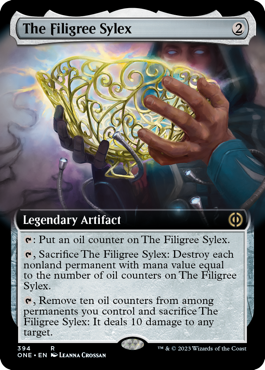 The Filigree Sylex 2
Legendary Artifact
: Put an oil counter on The Filigree Sylex.
, Sacrifice The Filigree Sylex: Destroy each
nonland permanent with mana value equal
to the number of oil counters on The Filigree
Sylex.
, Remove ten oil counters from among
permanents you control and sacrifice The
Filigree Sylex: It deals 10 damage to any
target.
394 R
ONE • EN LEANNA CROSSAN ™ & © 2023 Wizards of the Coast